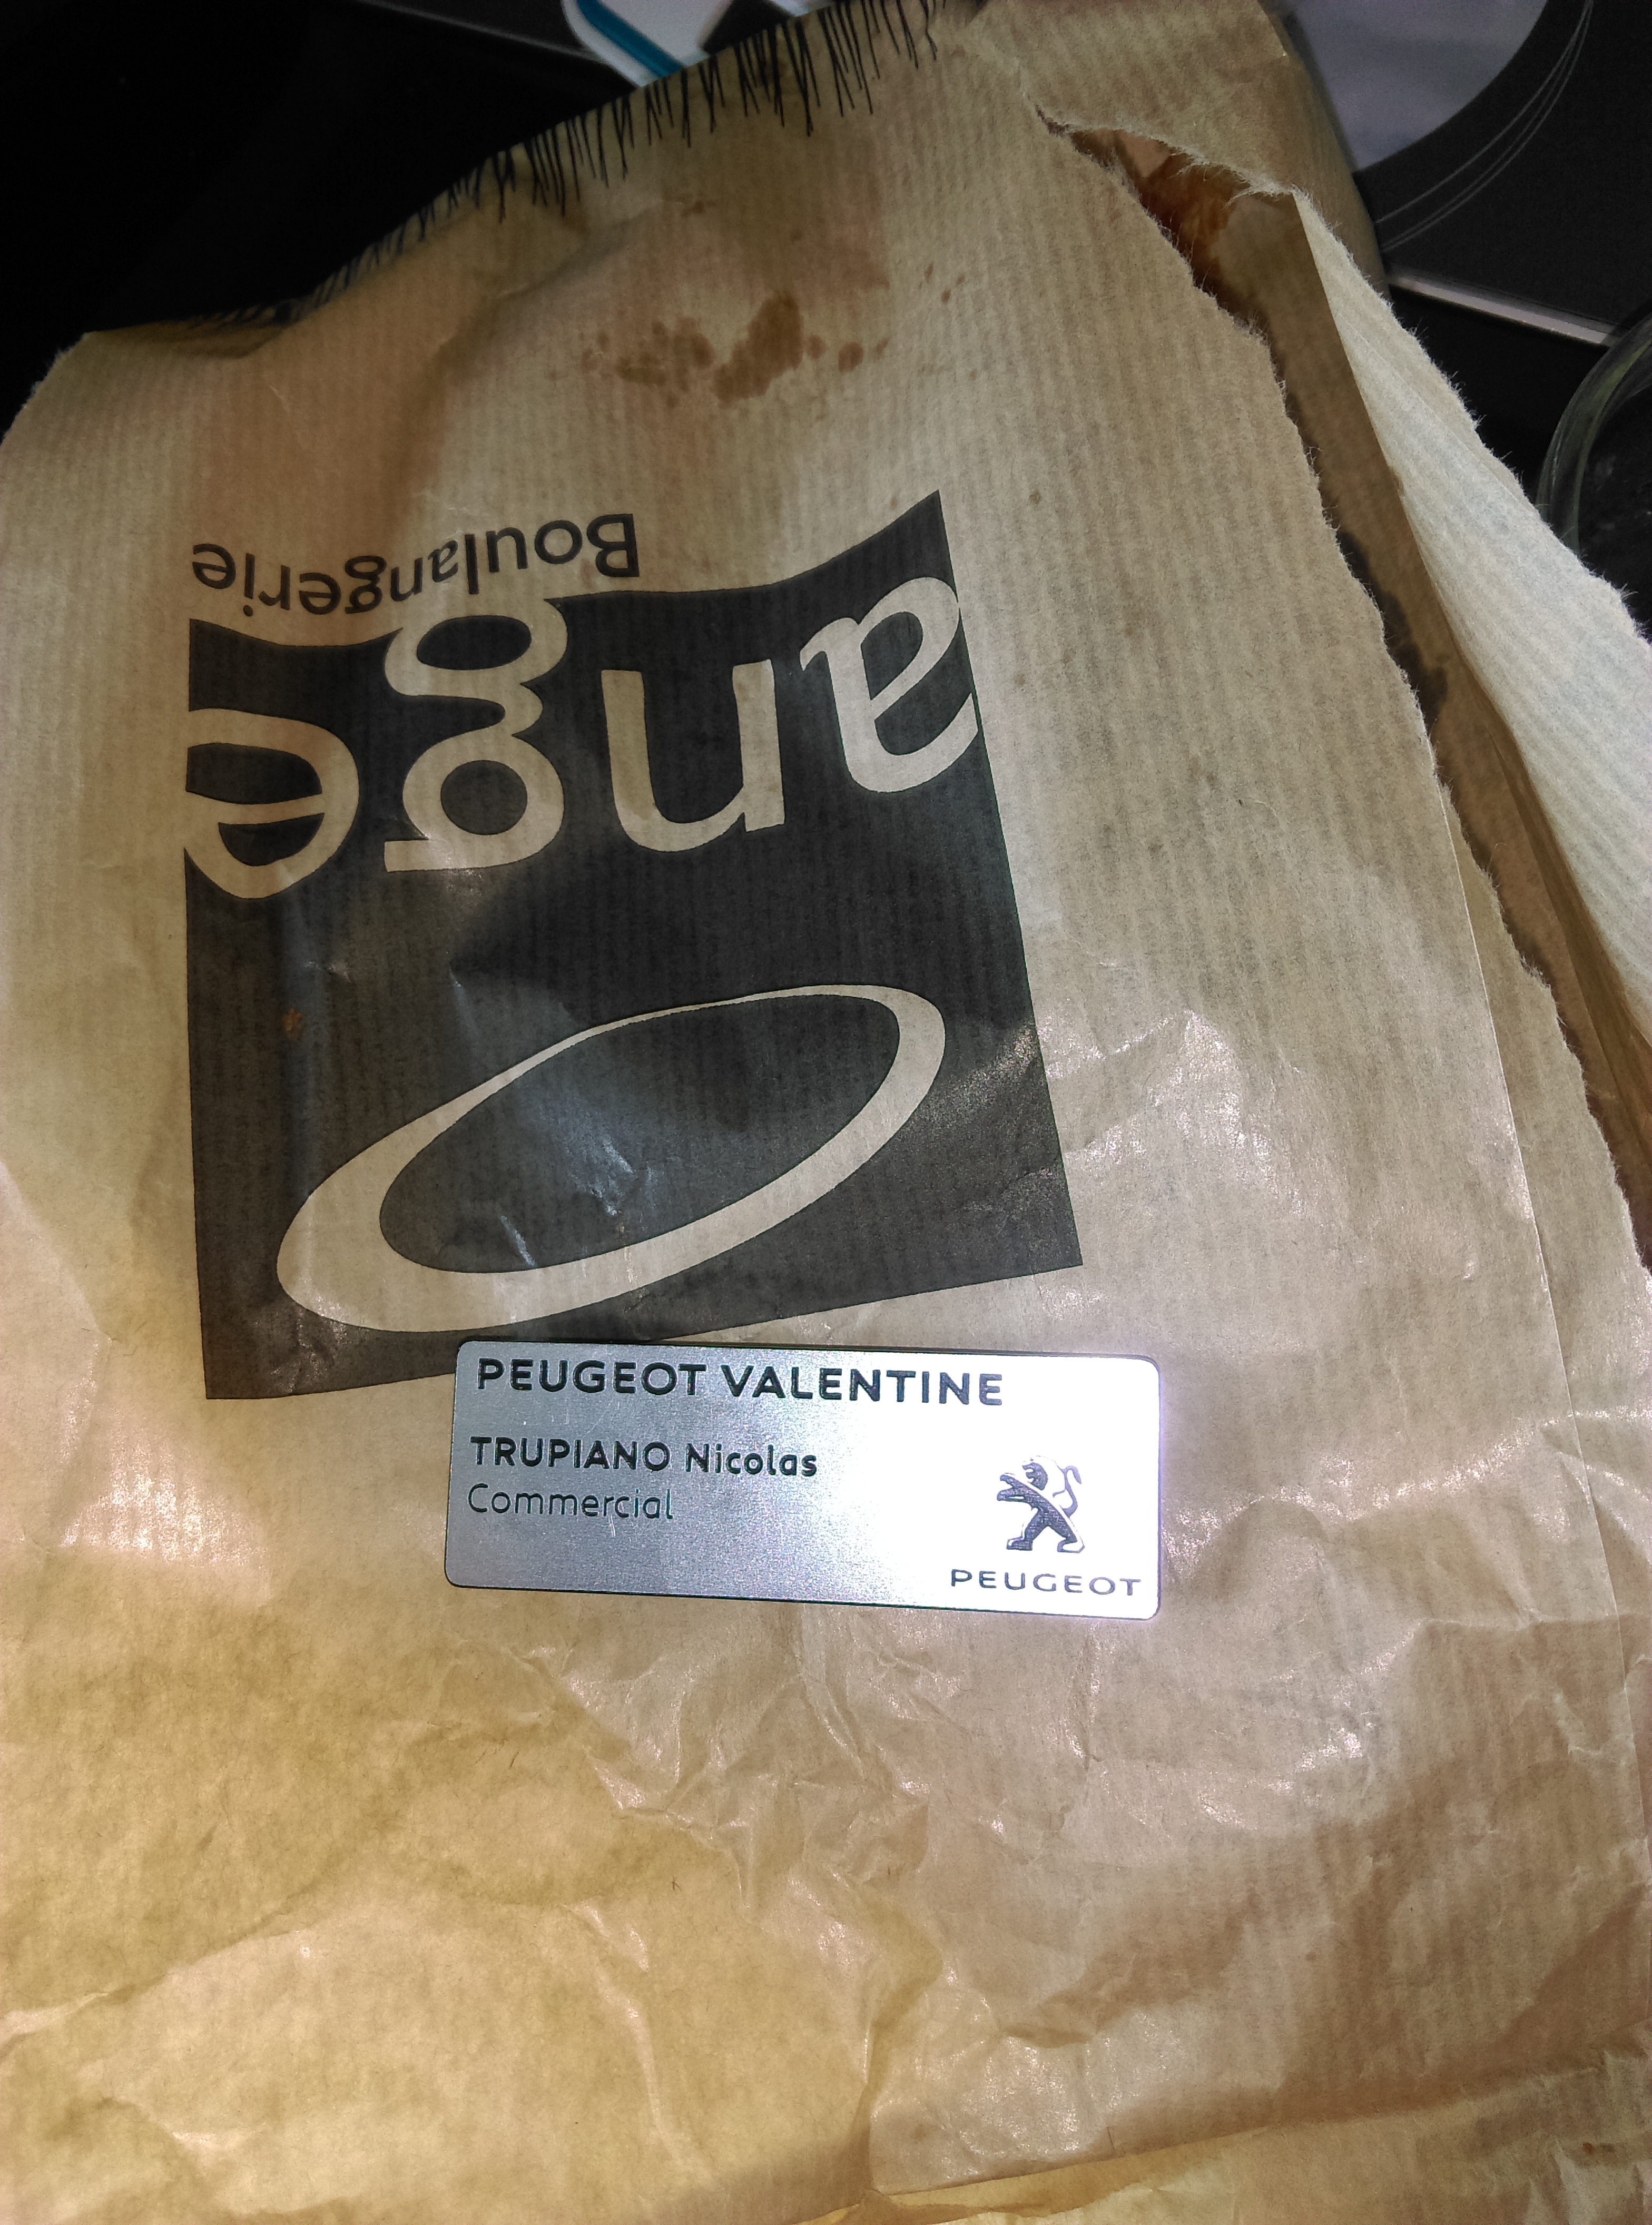 ange
Boulangerie
PEUGEOT VALENTINE
TRUPIANO Nicolas
Commercial
PEUGEOT